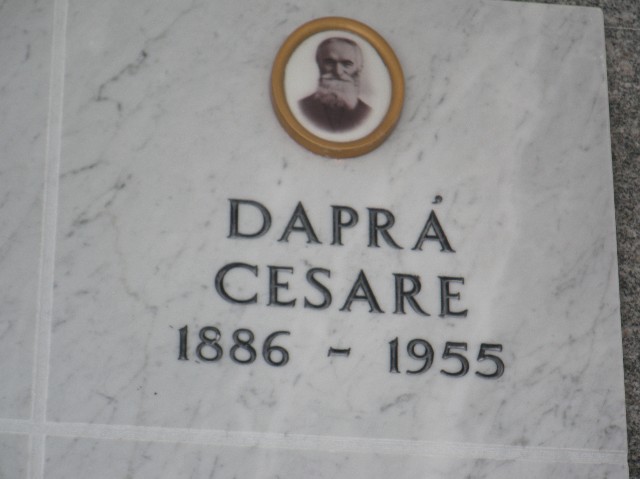 DAPRÁ
CESARE
1886 - 1955